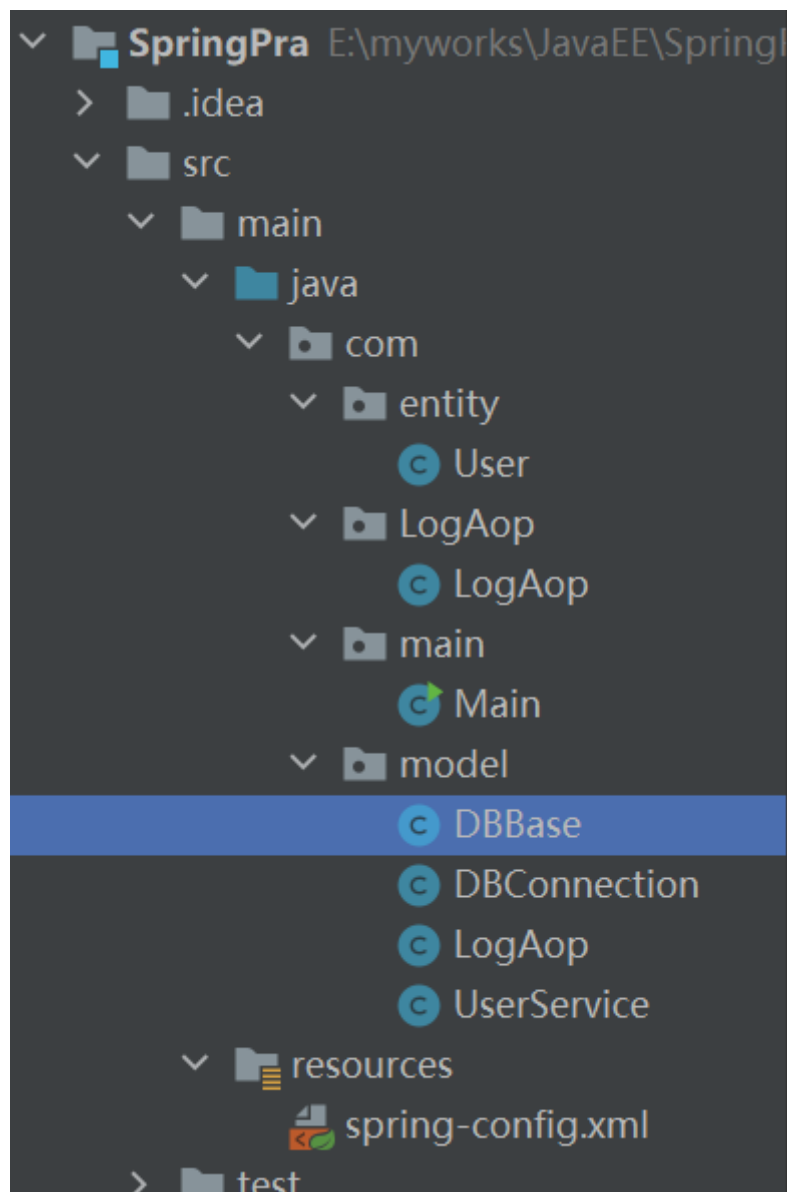 SpringPra E:\myworks\JavaEE\Spring
.idea
src
main
java
com
entity
User
LogAop
LogAop
main
Main
model
DBBase
DBConnection
LogAop
UserService
resources
spring-config.xml
test